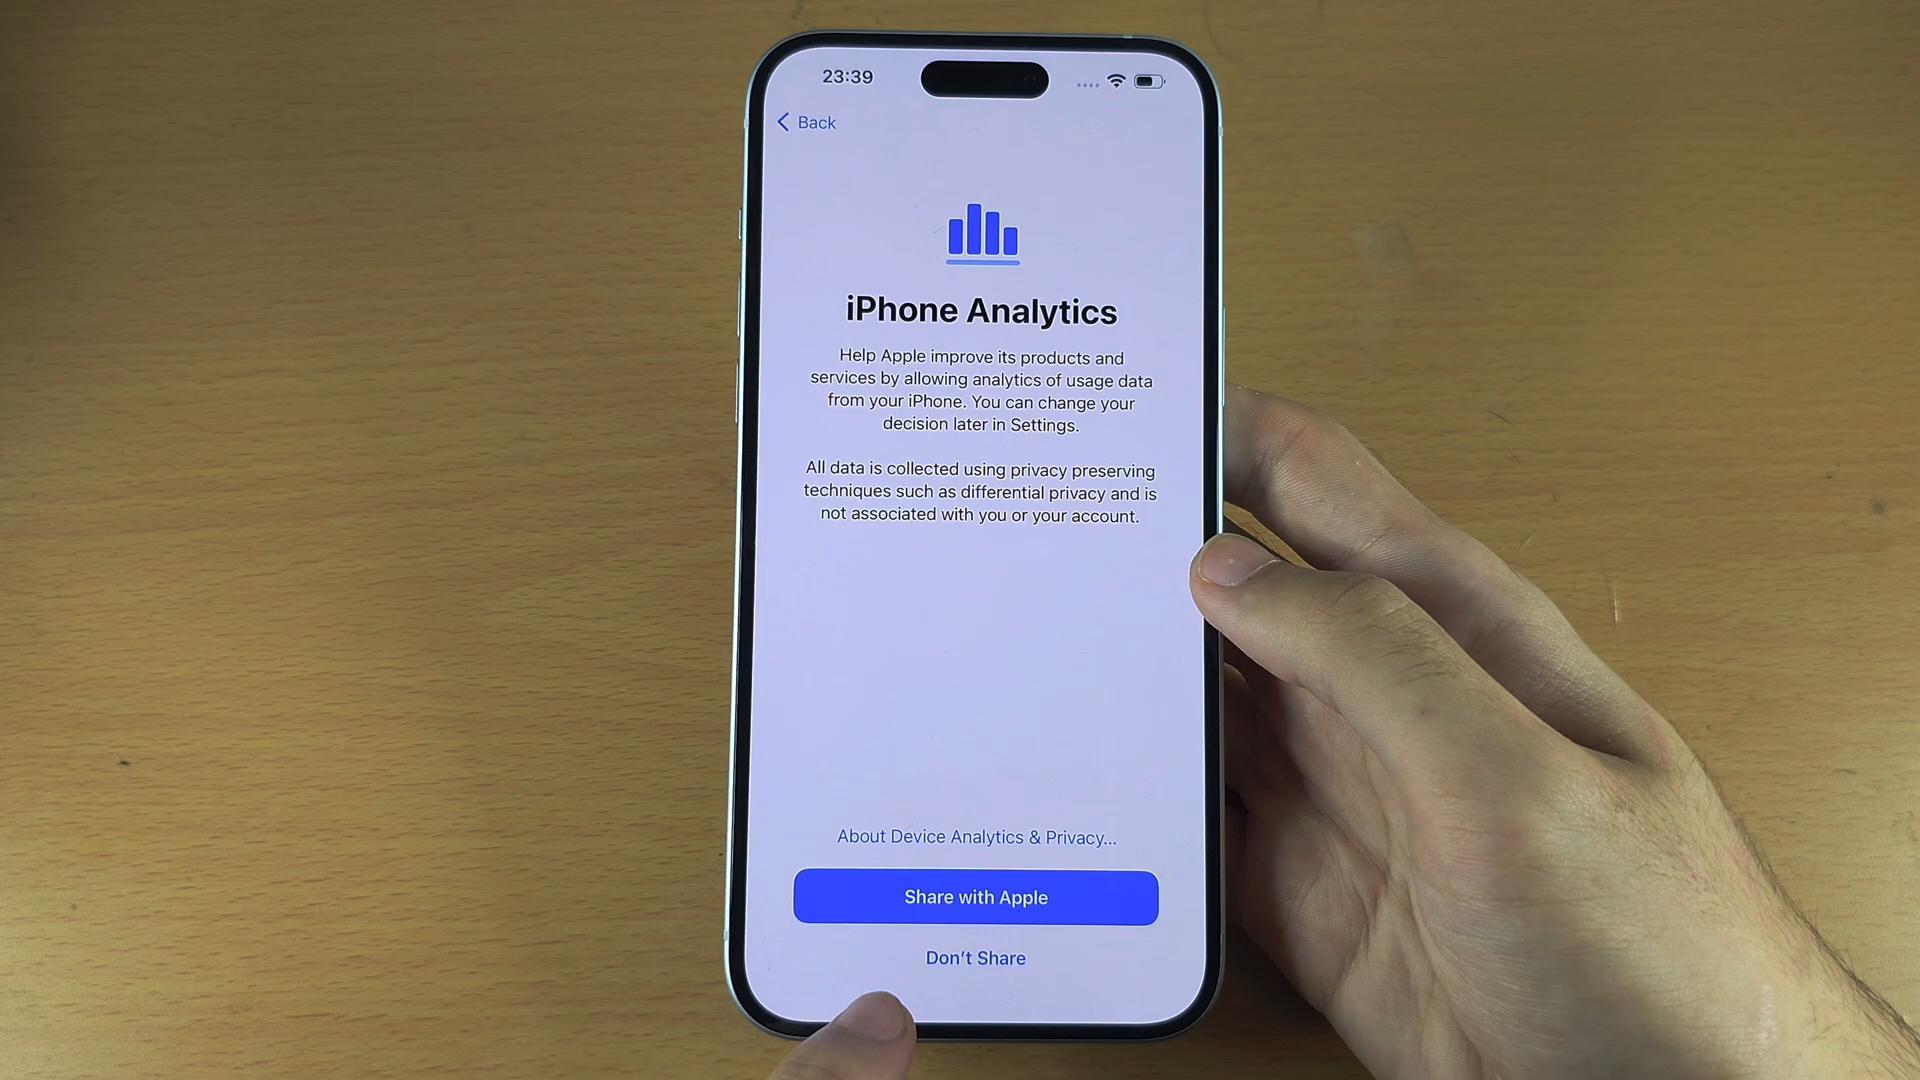 23:39
Back
iPhone Analytics
Help Apple improve its products and
services by allowing analytics of usage data
from your iPhone. You can change your
decision later in Settings.
All data is collected using privacy preserving
techniques such as differential privacy and is
not associated with you or your account.
About Device Analytics & Privacy...
Share with Apple
Don't Share